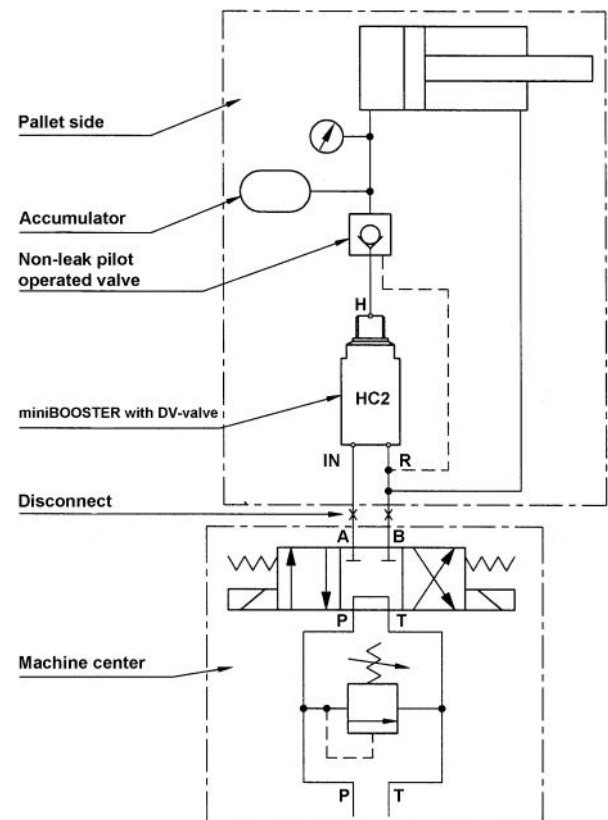 Pallet side
Accumulator
Non-leak pilot
operated valve
H
miniBOOSTER with DV-valve
HC2
IN
R
Disconnect
A
B
P
T
Machine center
P
T